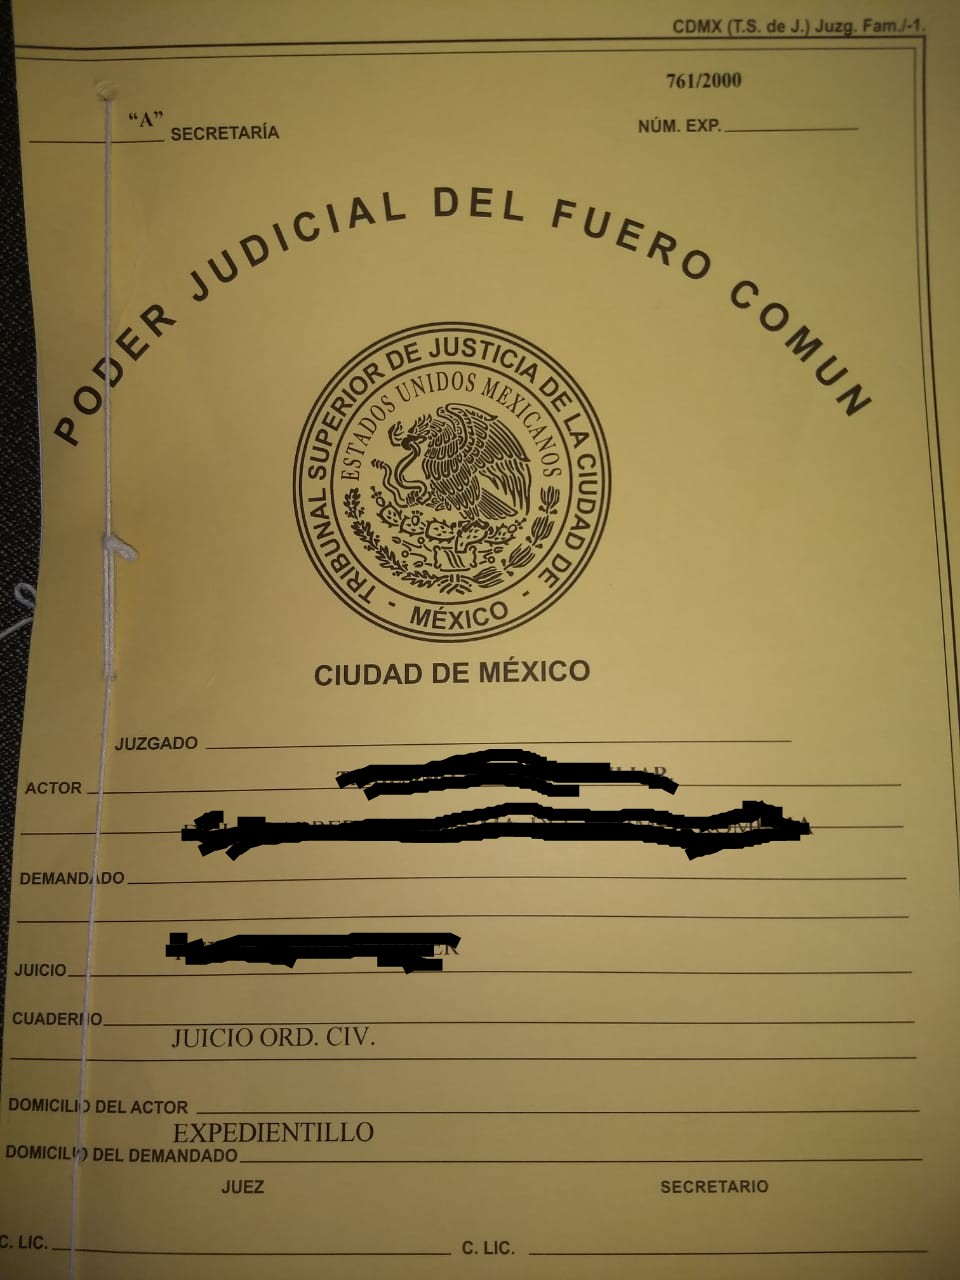 CDMX (T.S. de J.) Juzg. Fam./-1.
761/2000
"A" SECRETARÍA
NÚM. EXP.
PODER JUDICIAL DEL FUERO COMUN
TRIBUNAL SUPERIOR DE JUSTICIA DE LA CIUDAD DE - MÉXICO -
ESTADOS UNIDOS MEXICANOS
CIUDAD DE MÉXICO
JUZGADO
ACTOR
DEMANDADO
JUICIO
CUADERNO
JUICIO ORD. CIV.
DOMICILIO DEL ACTOR
EXPEDIENTILLO
DOMICILIO DEL DEMANDADO
JUEZ
SECRETARIO
C. LIC.
C. LIC.